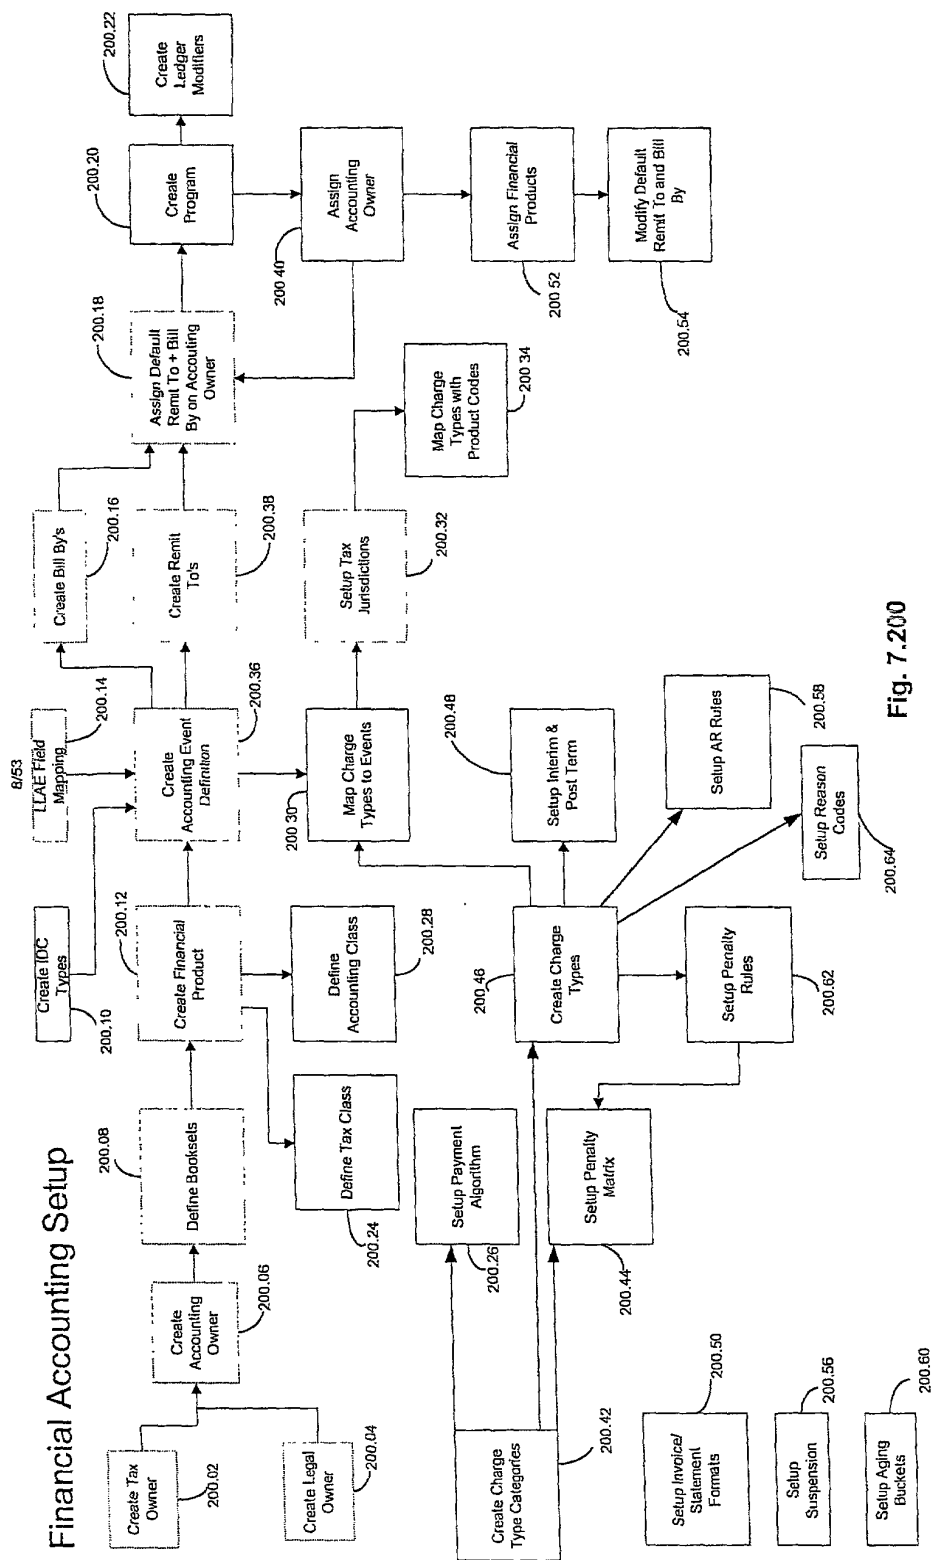 Financial Accounting Setup
Create Tax
Owner
200.02
Create Legal
Owner
200.04
Create
Accounting
Owner
200.06
Define Booksets
200.08
Create IDC
Types
200.10
Create Financial
Product
200.12
8/53
LLAE Field
Mapping
200.14
Create
Accounting Event
Definition
200.36
Create Bill By's
200.16
Create Remit
To's
200.38
Assign Default
Remit To + Bill
By on Accouting
Owner
200.18
Create
Program
200.20
Create
Ledger
Modifiers
200.22
Define Tax Class
200.24
Define
Accounting Class
200.28
Map Charge
Types to Events
200 30
Setup Tax
Jurisdictions
200.32
Map Charge
Types with
Product Codes
200 34
Assign
Accounting
Owner
200 40
Assign Financial
Products
200 52
Modify Default
Remit To and Bill
By
200.54
Create Charge
Type Categories
200.42
Setup Payment
Algorithm
200.26
Setup Penalty
Matrix
200.44
Create Charge
Types
200.46
Setup Interim &
Post Term
200.48
Setup Penalty
Rules
200.62
Setup AR Rules
200.58
Setup Reason
Codes
200.64
Setup Invoice/
Statement
Formats
200.50
Setup
Suspension
200.56
Setup Aging
Buckets
200.60
Fig. 7.200